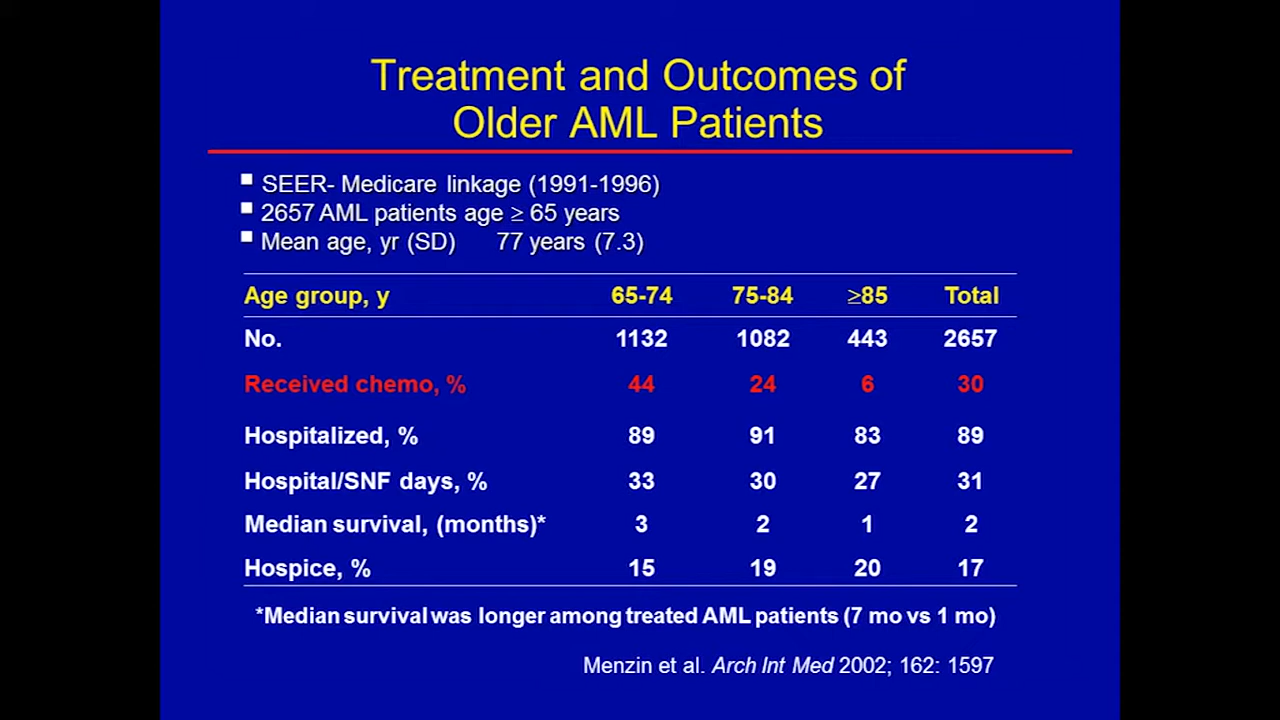 Treatment and Outcomes of
Older AML Patients
▪ SEER- Medicare linkage (1991-1996)
▪ 2657 AML patients age ≥ 65 years
▪ Mean age, yr (SD) 77 years (7.3)
Age group, y 65-74 75-84 ≥85 Total
No. 1132 1082 443 2657
Received chemo, % 44 24 6 30
Hospitalized, % 89 91 83 89
Hospital/SNF days, % 33 30 27 31
Median survival, (months)* 3 2 1 2
Hospice, % 15 19 20 17
*Median survival was longer among treated AML patients (7 mo vs 1 mo)
Menzin et al. Arch Int Med 2002; 162: 1597